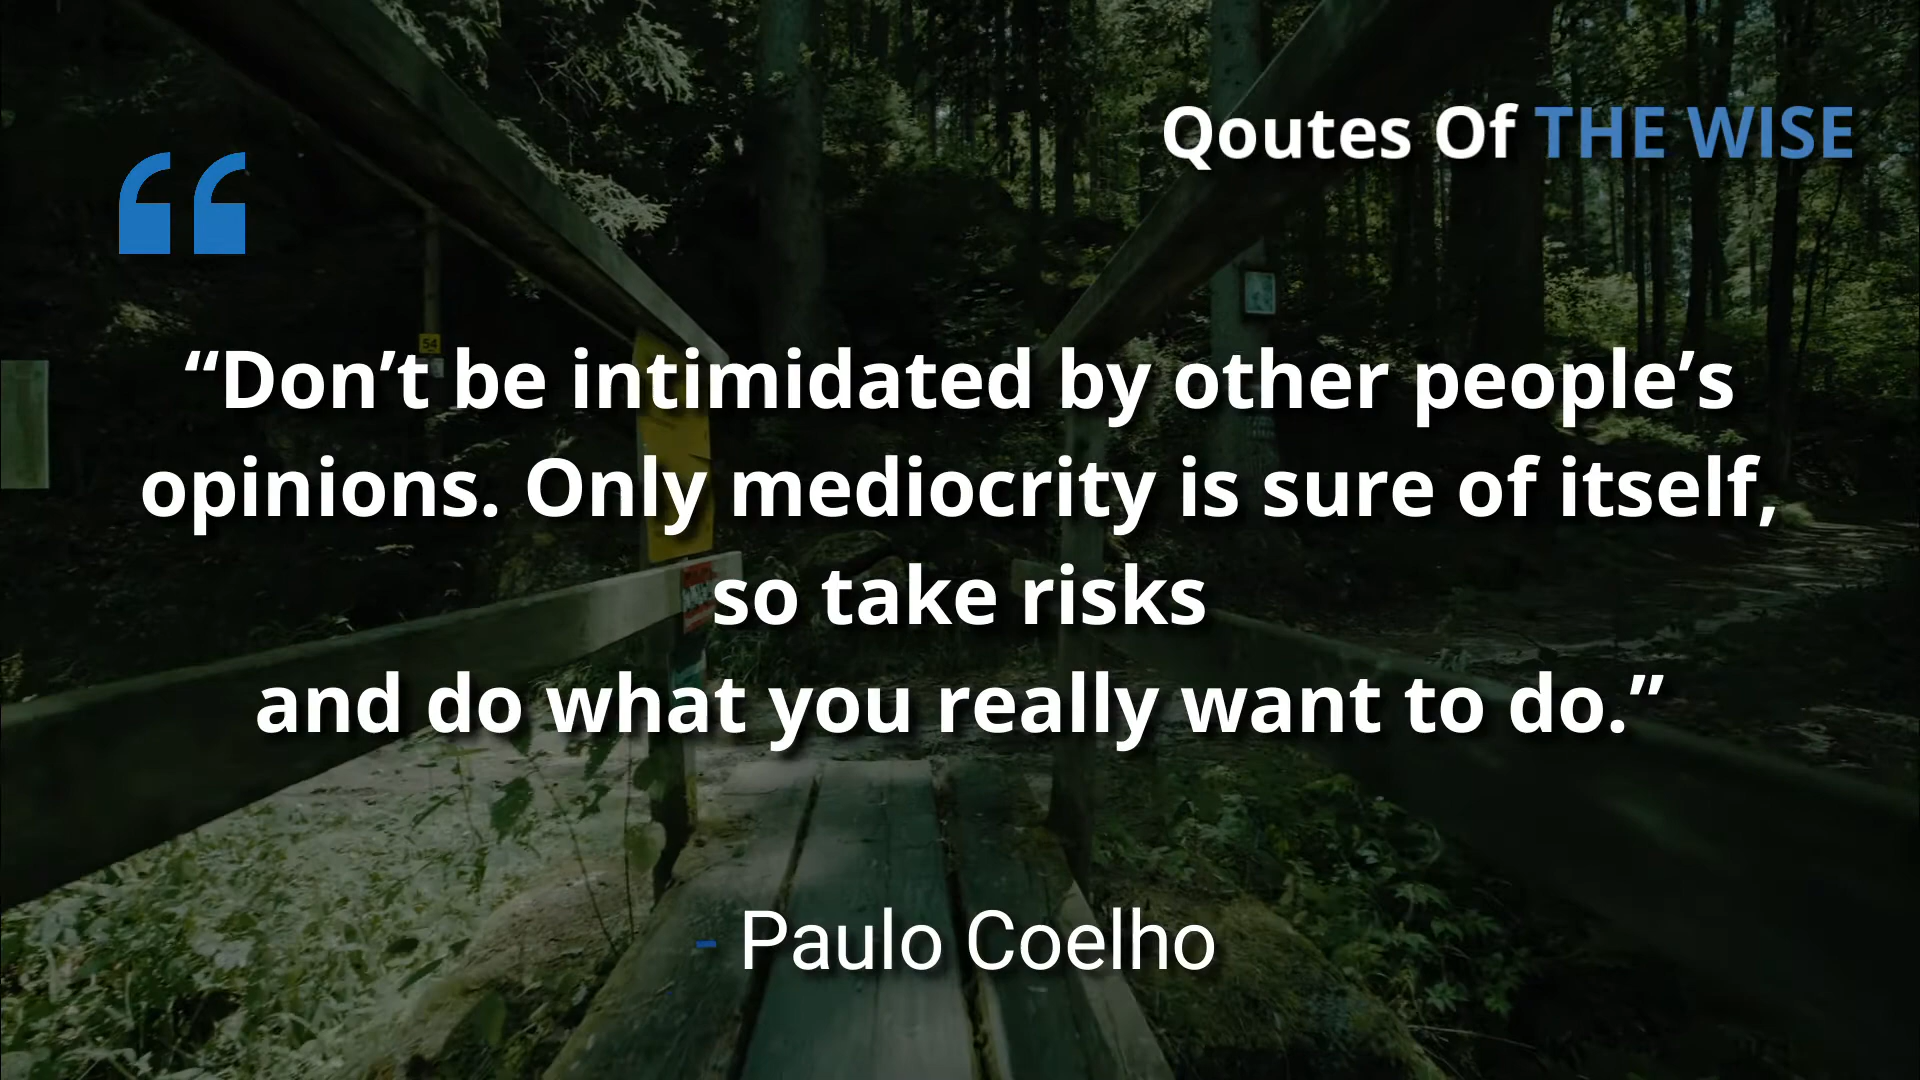 Qoutes Of THE WISE
“Don’t be intimidated by other people’s
opinions. Only mediocrity is sure of itself,
so take risks
and do what you really want to do.”
- Paulo Coelho
54